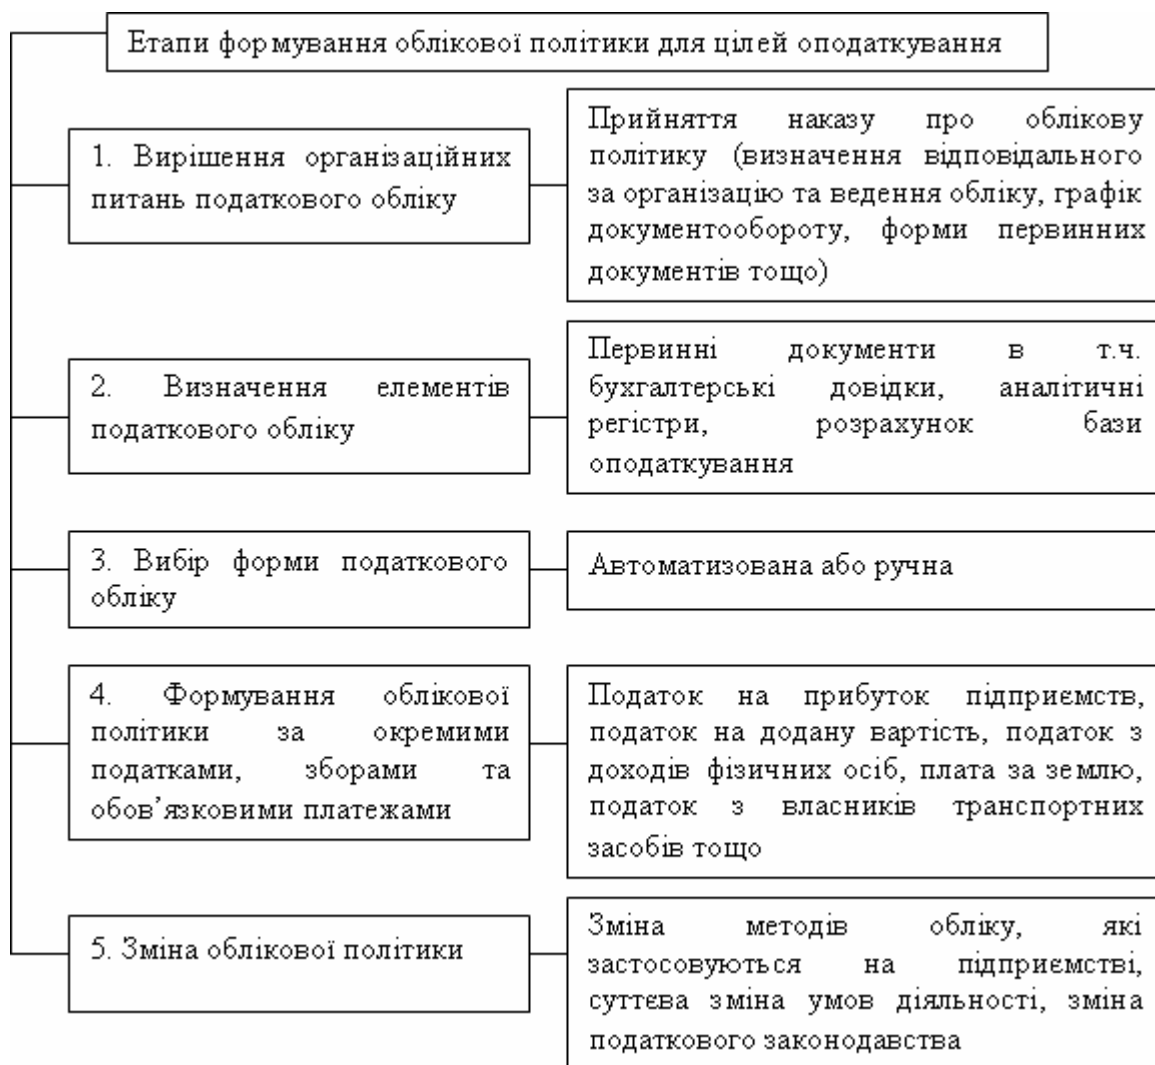 Етапи формування облікової політики для цілей оподаткування
1. Вирішення організаційних
питань податкового обліку
Прийняття наказу про облікову
політику (визначення відповідального
за організацію та ведення обліку, графік
документообороту, форми первинних
документів тощо)
2. Визначення елементів
податкового обліку
Первинні документи в т.ч.
бухгалтерські довідки, аналітичні
регістри, розрахунок бази
оподаткування
3. Вибір форми податкового
обліку
Автоматизована або ручна
4. Формування облікової
політики за окремими
податками, зборами та
обов’язковими платежами
Податок на прибуток підприємств,
податок на додану вартість, податок з
доходів фізичних осіб, плата за землю,
податок з власників транспортних
засобів тощо
5. Зміна облікової політики
Зміна методів обліку, які
застосовуються на підприємстві,
суттєва зміна умов діяльності, зміна
податкового законодавства